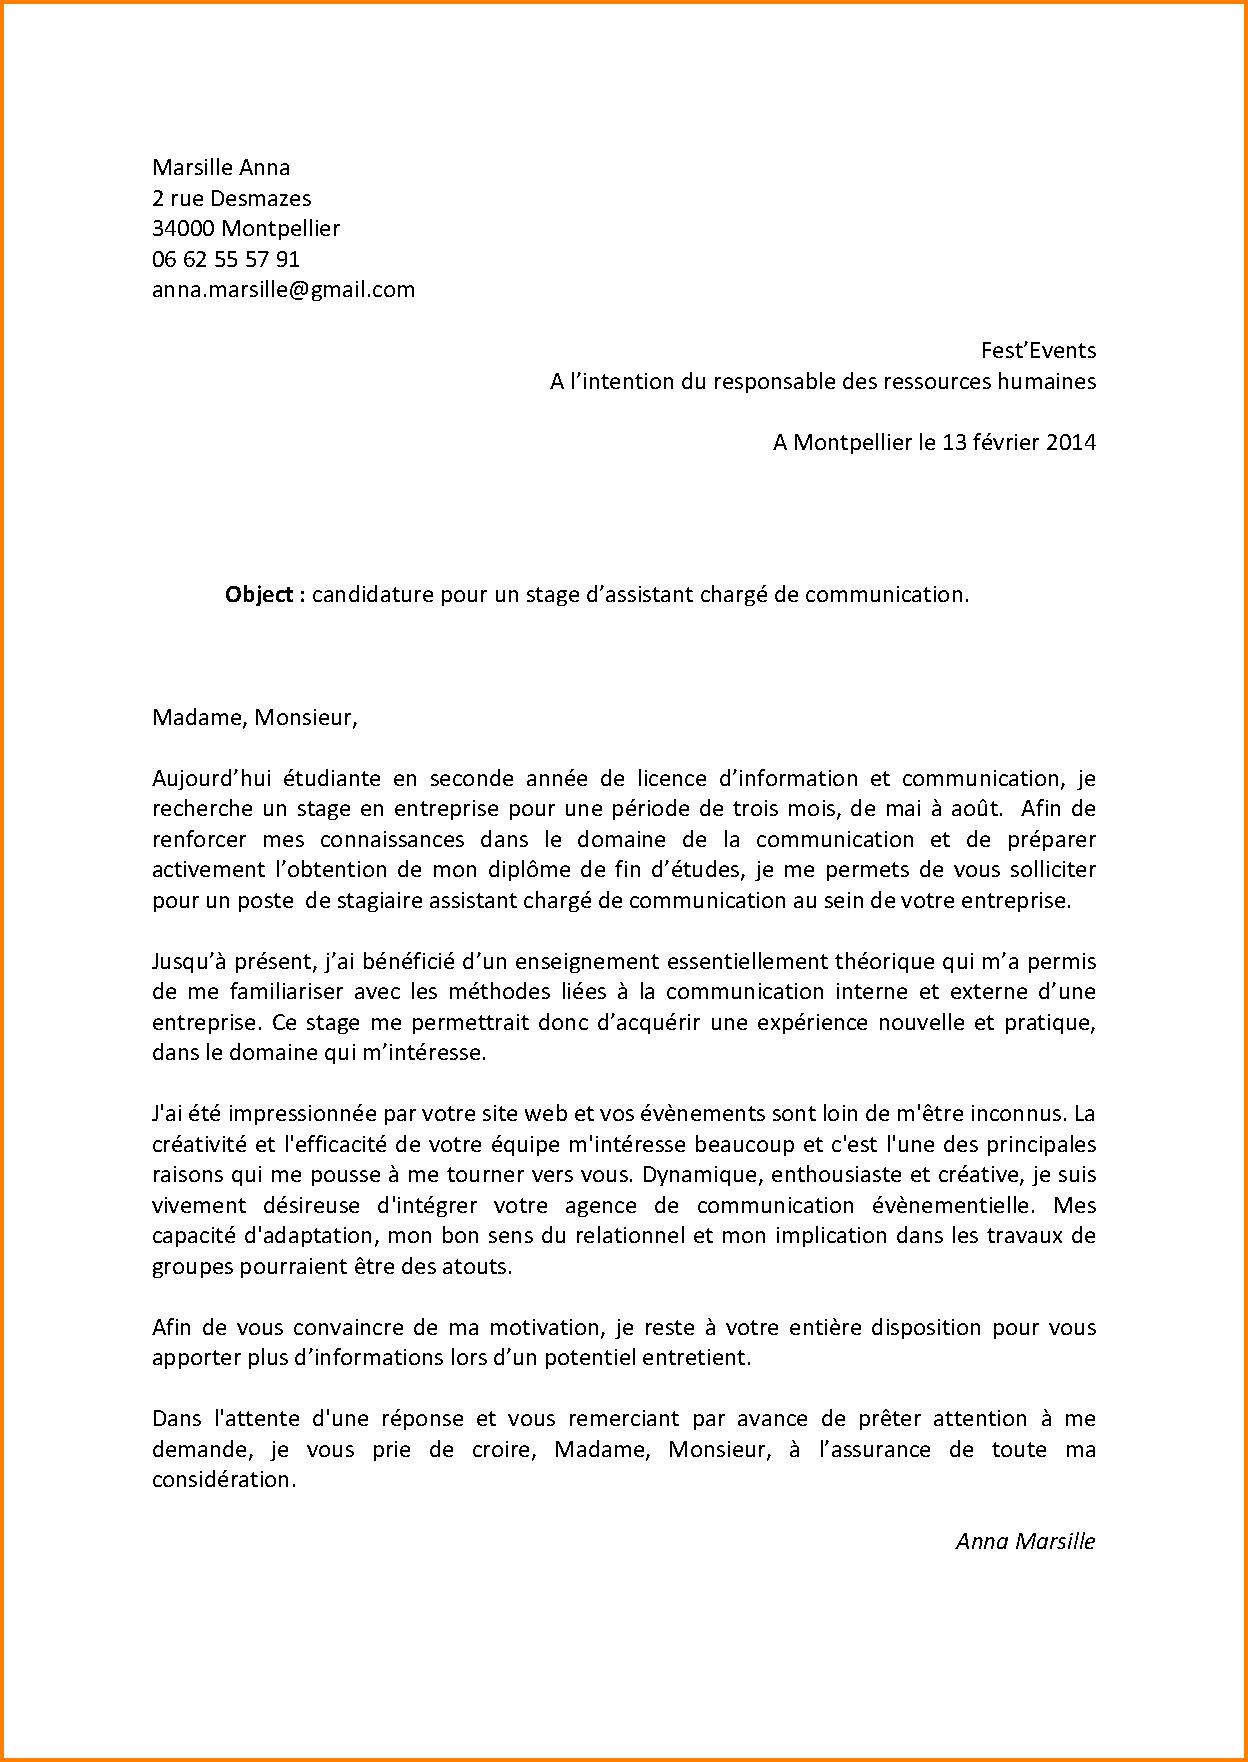 Marsille Anna
2 rue Desmazes
34000 Montpellier
06 62 55 57 91
anna.marsille@gmail.com
Fest’Events
A l’intention du responsable des ressources humaines
A Montpellier le 13 février 2014
Object : candidature pour un stage d’assistant chargé de communication.
Madame, Monsieur,
Aujourd’hui étudiante en seconde année de licence d’information et communication, je
recherche un stage en entreprise pour une période de trois mois, de mai à août.  Afin de
renforcer mes connaissances dans le domaine de la communication et de préparer
activement l’obtention de mon diplôme de fin d’études, je me permets de vous solliciter
pour un poste  de stagiaire assistant chargé de communication au sein de votre entreprise.
Jusqu’à présent, j’ai bénéficié d’un enseignement essentiellement théorique qui m’a permis
de me familiariser avec les méthodes liées à la communication interne et externe d’une
entreprise. Ce stage me permettrait donc d’acquérir une expérience nouvelle et pratique,
dans le domaine qui m’intéresse.
J'ai été impressionnée par votre site web et vos évènements sont loin de m'être inconnus. La
créativité et l'efficacité de votre équipe m'intéresse beaucoup et c'est l'une des principales
raisons qui me pousse à me tourner vers vous. Dynamique, enthousiaste et créative, je suis
vivement désireuse d'intégrer votre agence de communication évènementielle. Mes
capacité d'adaptation, mon bon sens du relationnel et mon implication dans les travaux de
groupes pourraient être des atouts.
Afin de vous convaincre de ma motivation, je reste à votre entière disposition pour vous
apporter plus d’informations lors d’un potentiel entretient.
Dans l'attente d'une réponse et vous remerciant par avance de prêter attention à me
demande, je vous prie de croire, Madame, Monsieur, à l’assurance de toute ma
considération.
Anna Marsille